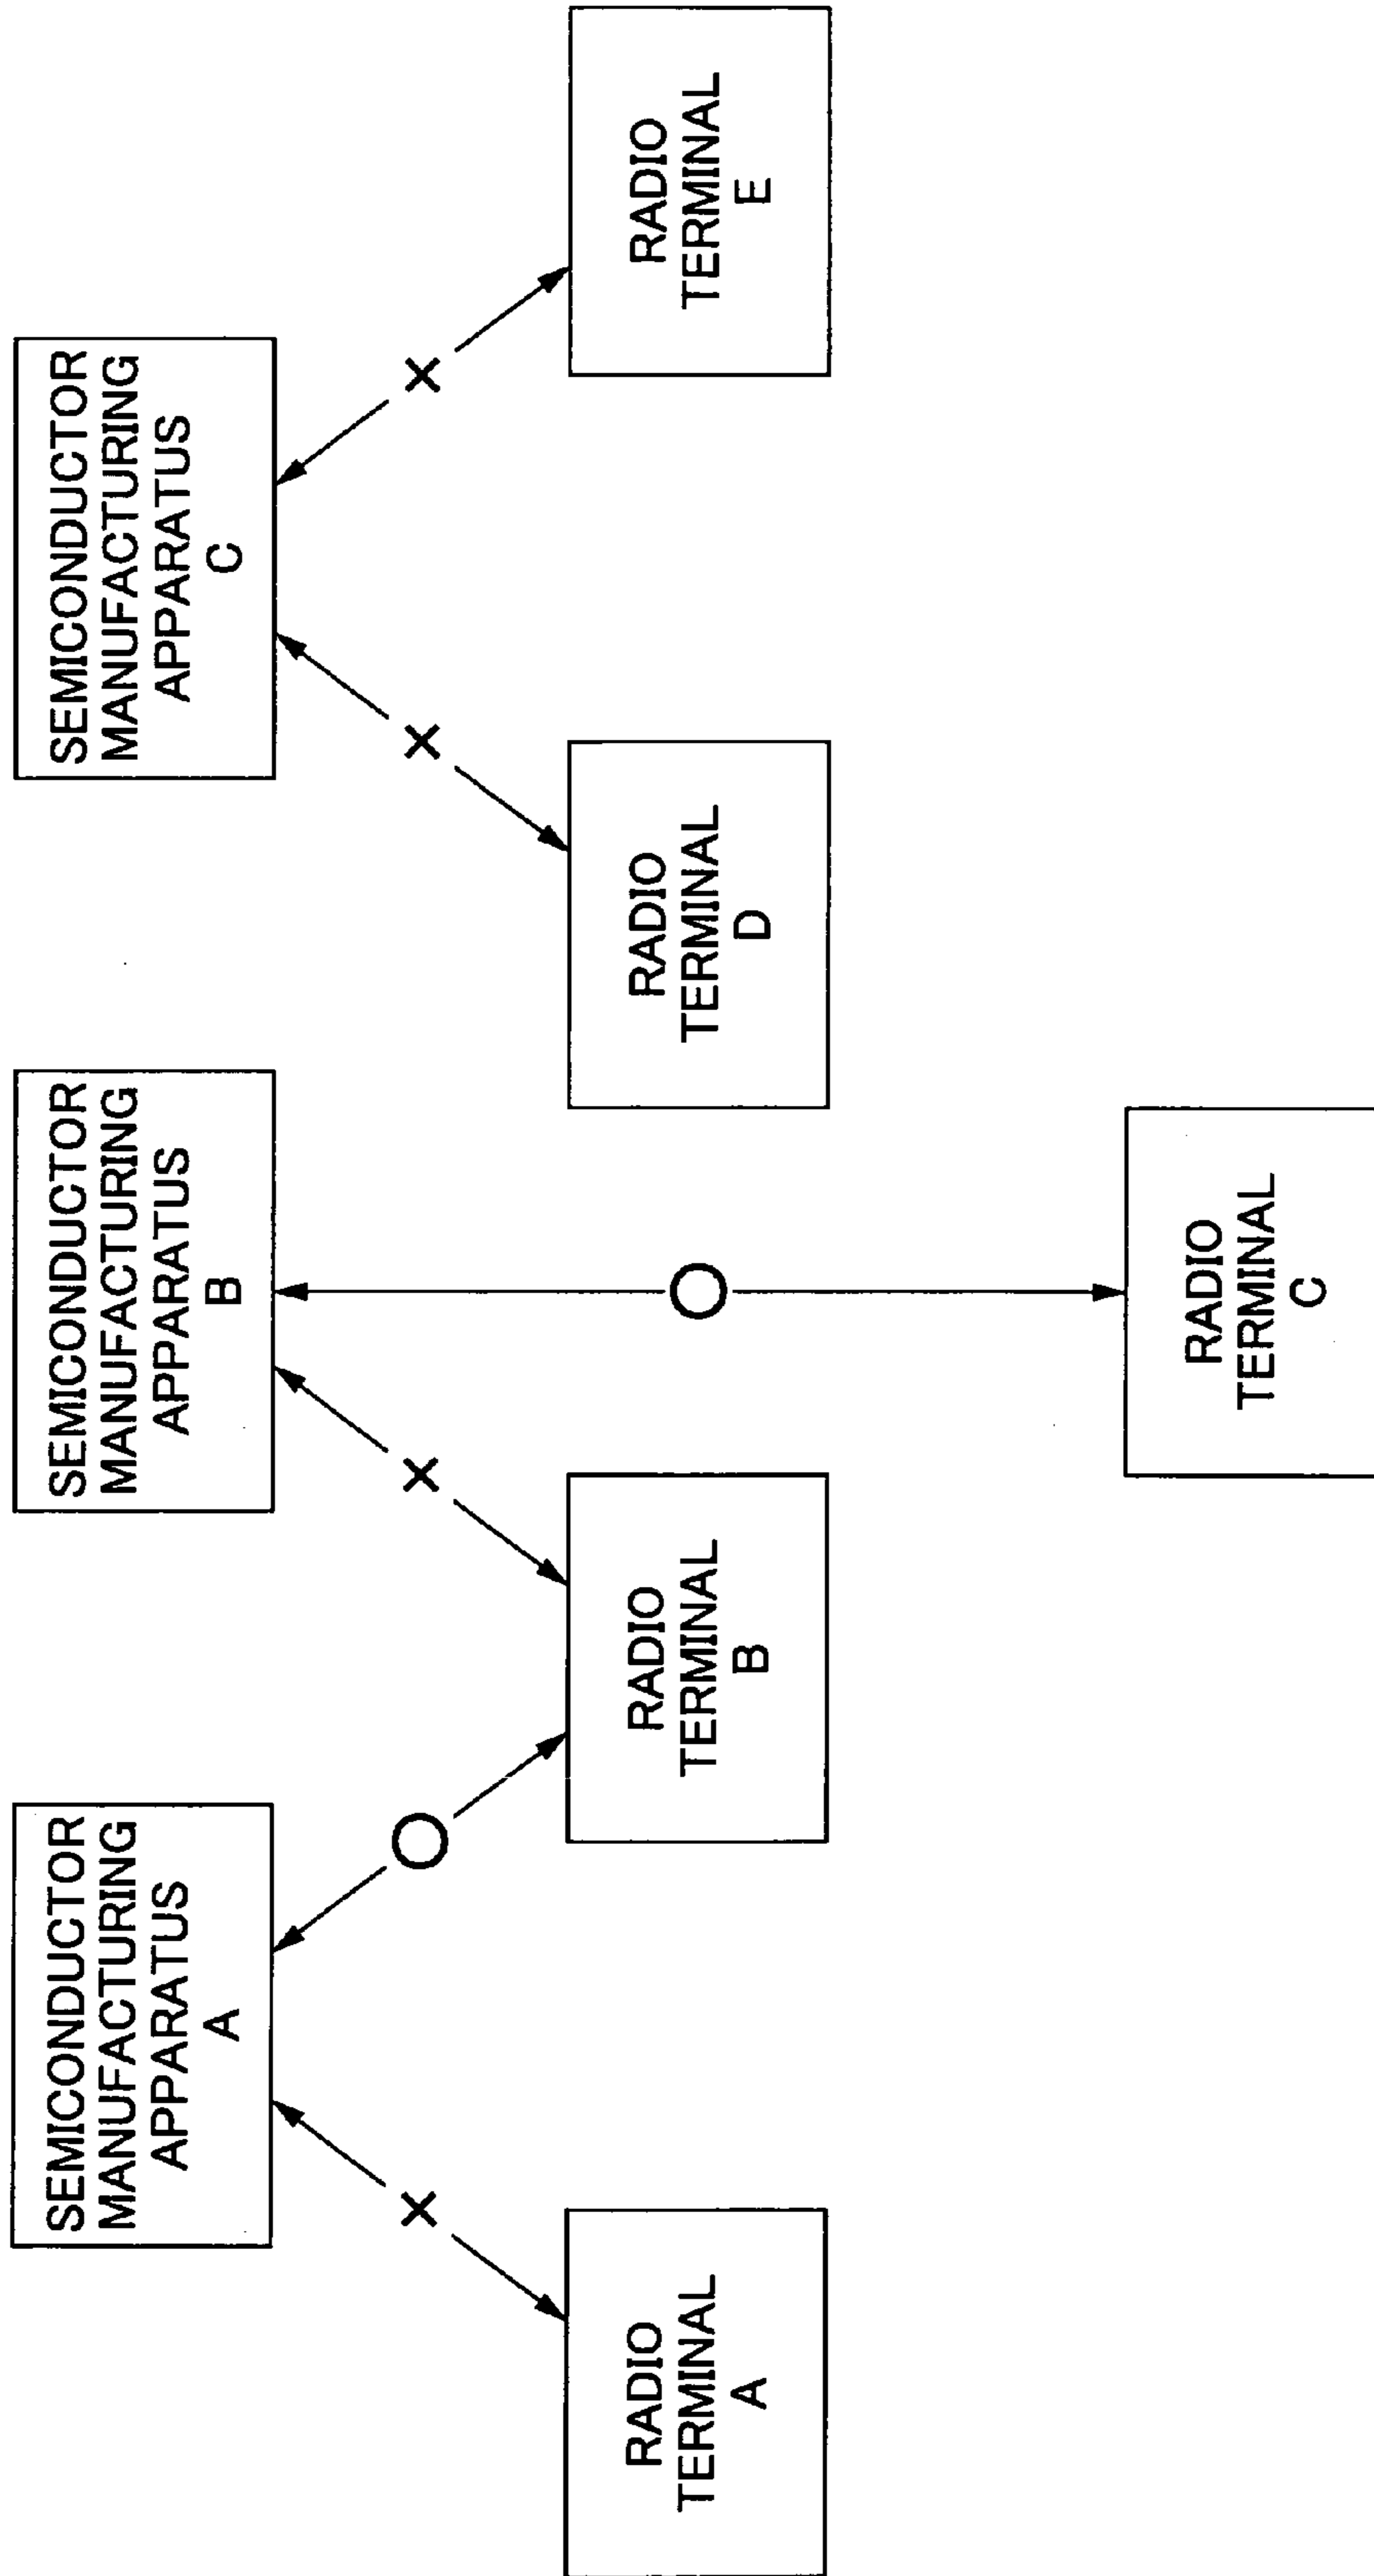 SEMICONDUCTOR
MANUFACTURING
APPARATUS
A
SEMICONDUCTOR
MANUFACTURING
APPARATUS
B
SEMICONDUCTOR
MANUFACTURING
APPARATUS
C
RADIO
TERMINAL
A
RADIO
TERMINAL
B
RADIO
TERMINAL
D
RADIO
TERMINAL
E
RADIO
TERMINAL
C